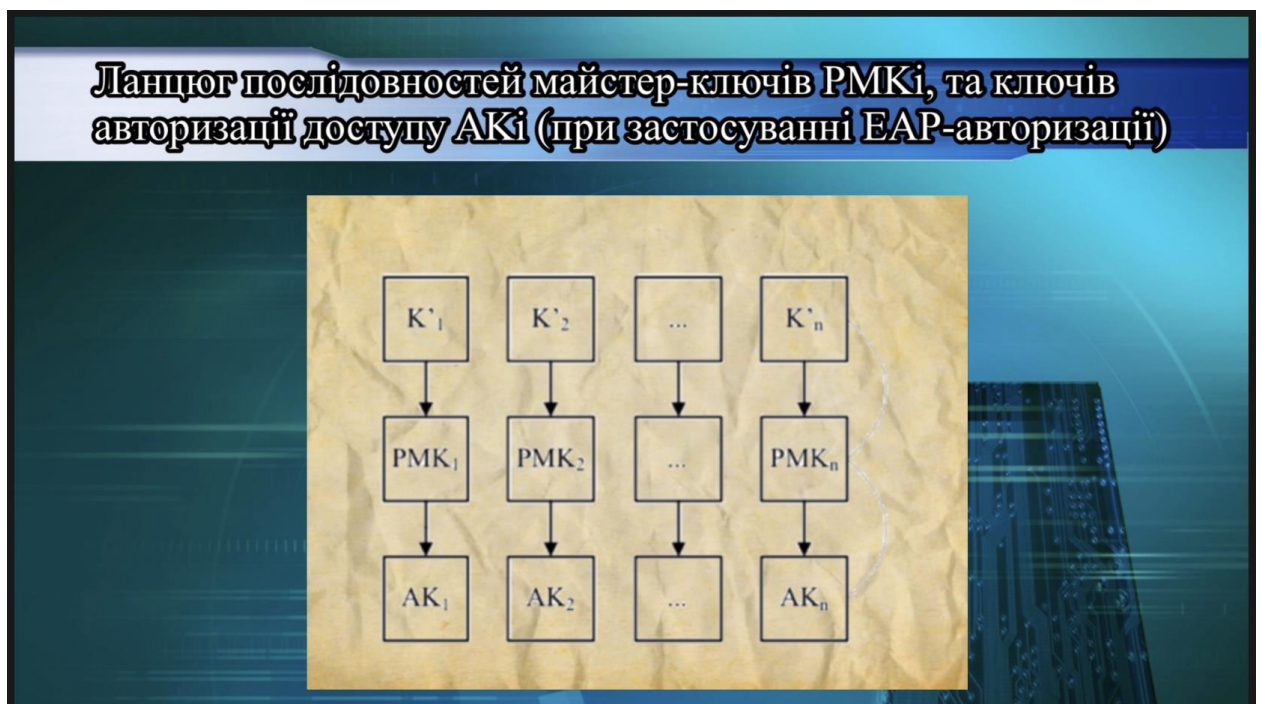 Ланцюг послідовностей майстер-ключів PMKi, та ключів
авторизації доступу AKi (при застосуванні EAP-авторизації)
K’₁ K’₂ ... K’ₙ
PMK₁ PMK₂ ... PMKₙ
AK₁ AK₂ ... AKₙ